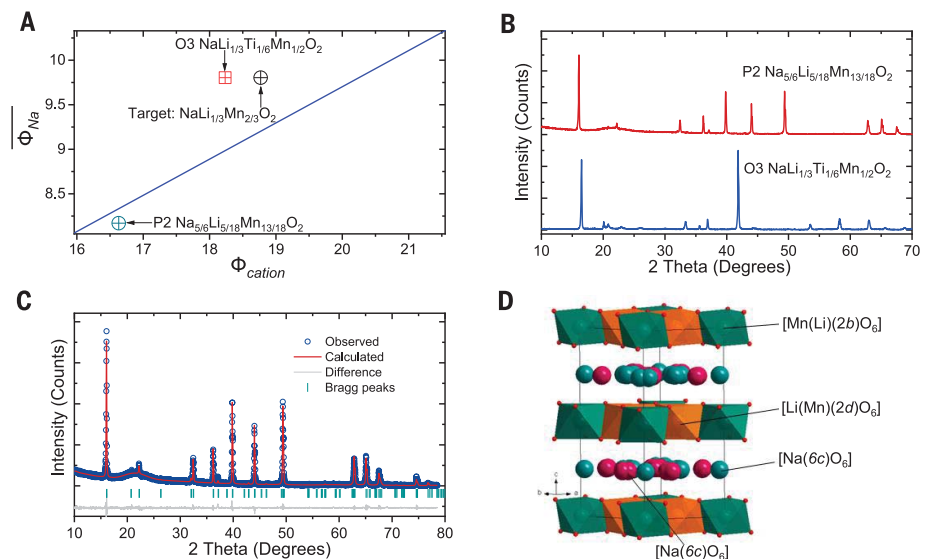 A
O3 NaLi1/3Ti1/6Mn1/2O2
Target: NaLi1/3Mn2/3O2
P2 Na5/6Li5/18Mn13/18O2
10
9.5
9
8.5
16 17 18 19 20 21
ΦNa
Φcation
B
P2 Na5/6Li5/18Mn13/18O2
O3 NaLi1/3Ti1/6Mn1/2O2
Intensity (Counts)
10 20 30 40 50 60 70
2 Theta (Degrees)
C
Observed
Calculated
Difference
Bragg peaks
Intensity (Counts)
10 20 30 40 50 60 70 80
2 Theta (Degrees)
D
[Mn(Li)(2b)O6]
[Li(Mn)(2d)O6]
[Na(6c)O6]
c
b a
[Na(6c)O6]